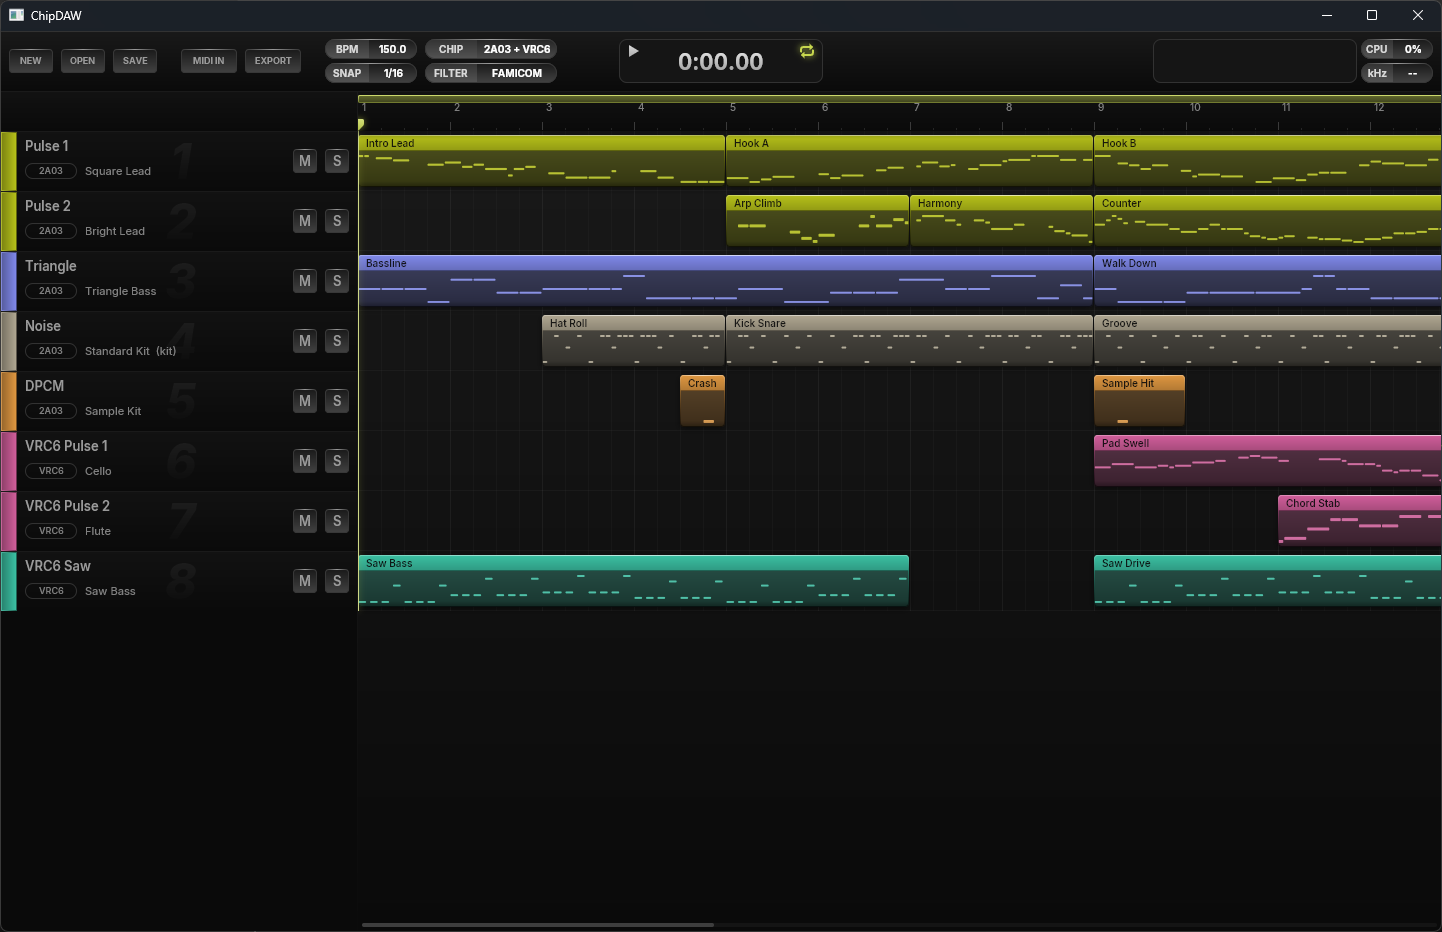 ChipDAW
NEW OPEN SAVE MIDI IN EXPORT
BPM 150.0 CHIP 2A03 + VRC6
SNAP 1/16 FILTER FAMICOM
0:00.00
CPU 0%
kHz --
1 2 3 4 5 6 7 8 9 10 11 12
Pulse 1
2A03 Square Lead 1 M S
Intro Lead Hook A Hook B
Pulse 2
2A03 Bright Lead 2 M S
Arp Climb Harmony Counter
Triangle
2A03 Triangle Bass 3 M S
Bassline Walk Down
Noise
2A03 Standard Kit (kit) 4 M S
Hat Roll Kick Snare Groove
DPCM
2A03 Sample Kit 5 M S
Crash Sample Hit
VRC6 Pulse 1
VRC6 Cello 6 M S
Pad Swell
VRC6 Pulse 2
VRC6 Flute 7 M S
Chord Stab
VRC6 Saw
VRC6 Saw Bass 8 M S
Saw Bass Saw Drive